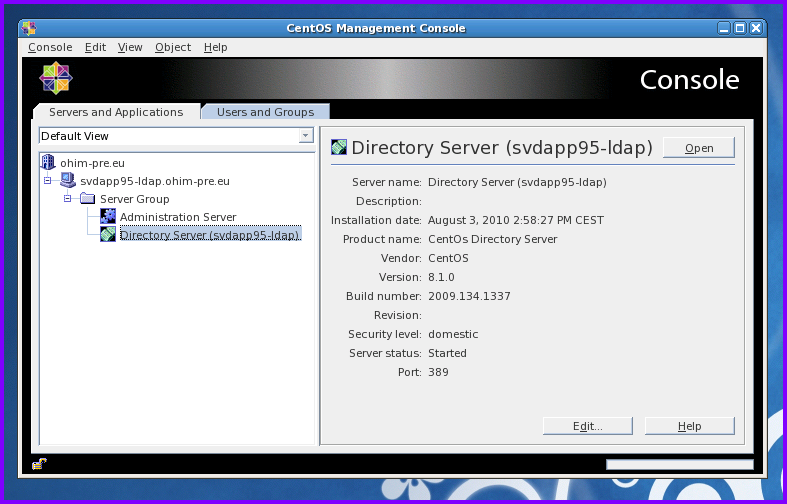 CentOS Management Console
Console Edit View Object Help
Console
Servers and Applications Users and Groups
Default View
ohim-pre.eu
svdapp95-ldap.ohim-pre.eu
Server Group
Administration Server
Directory Server (svdapp95-ldap)
Directory Server (svdapp95-ldap) Open
Server name: Directory Server (svdapp95-ldap)
Description:
Installation date: August 3, 2010 2:58:27 PM CEST
Product name: CentOs Directory Server
Vendor: CentOS
Version: 8.1.0
Build number: 2009.134.1337
Revision:
Security level: domestic
Server status: Started
Port: 389
Edit... Help